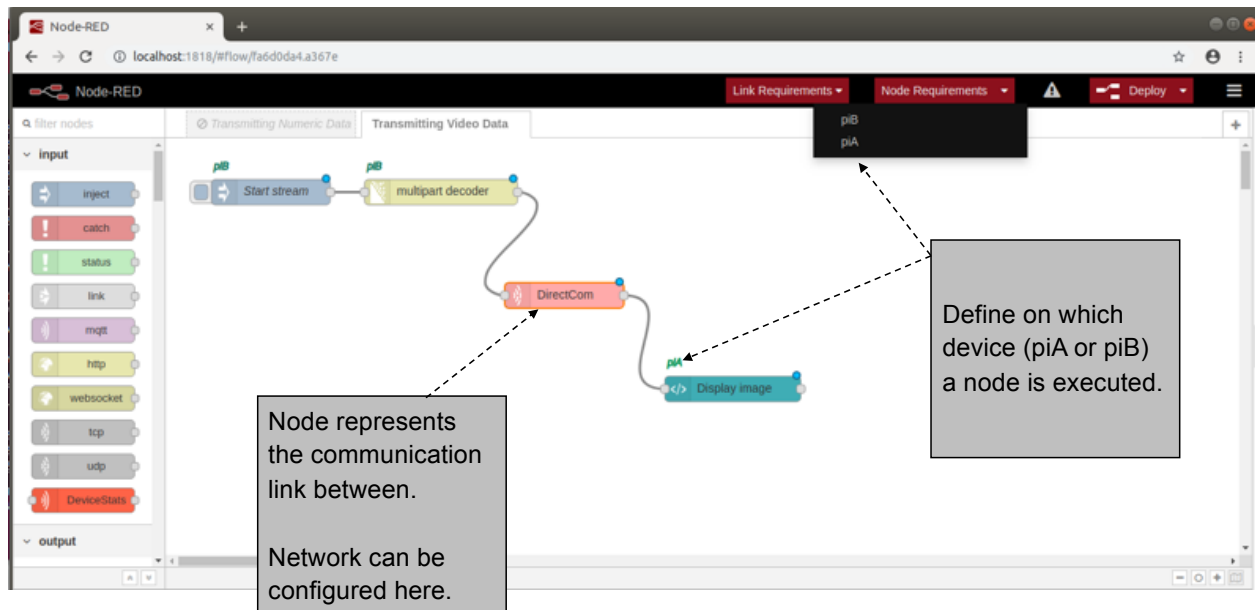 Node-RED
localhost:1818/#flow/fa6d0da4.a367e
Node-RED
Link Requirements
Node Requirements
Deploy
filter nodes
Transmitting Numeric Data
Transmitting Video Data
piB
piA
input
inject
catch
status
link
mqtt
http
websocket
tcp
udp
DeviceStats
output
piB
piB
Start stream
multipart decoder
DirectCom
piA
Display image
Node represents
the communication
link between.
Network can be
configured here.
Define on which
device (piA or piB)
a node is executed.